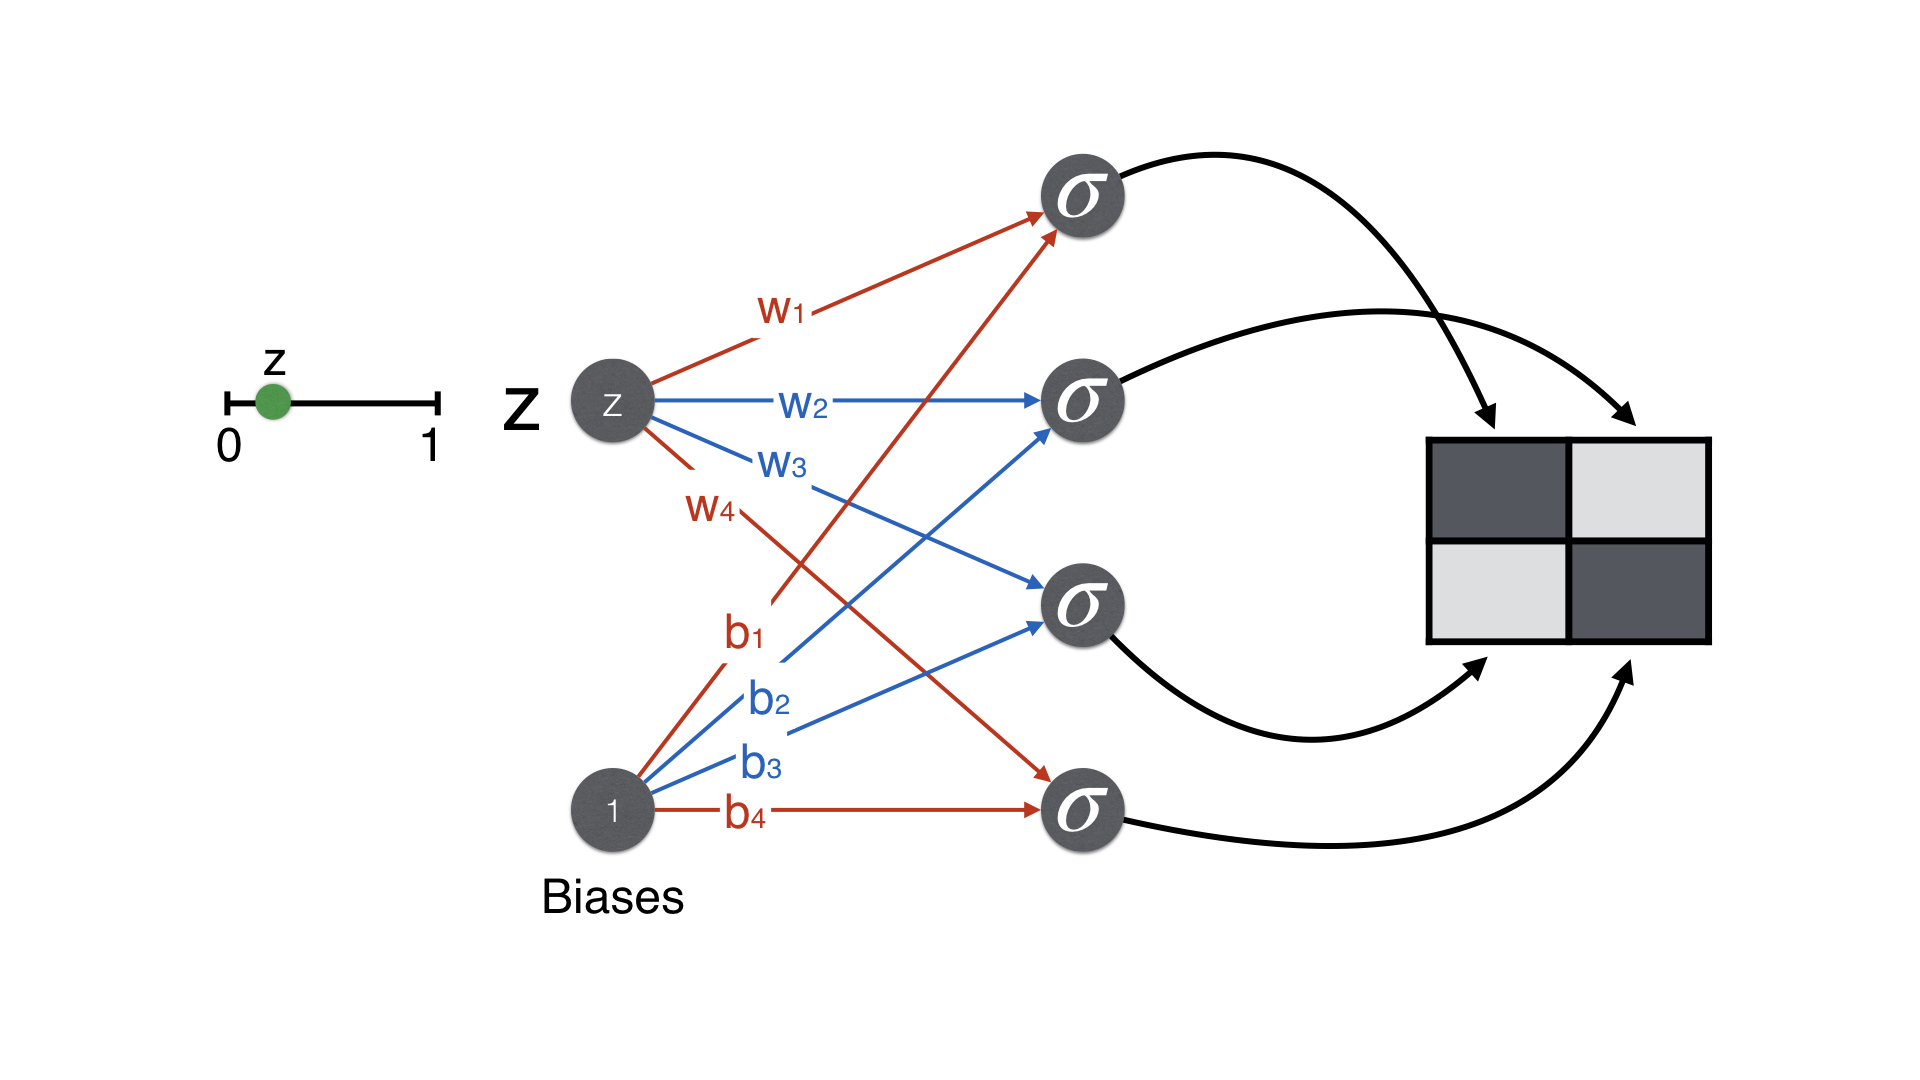 z
0 1
Z
z
w1
w2
w3
w4
b1
b2
b3
b4
1
Biases
σ
σ
σ
σ